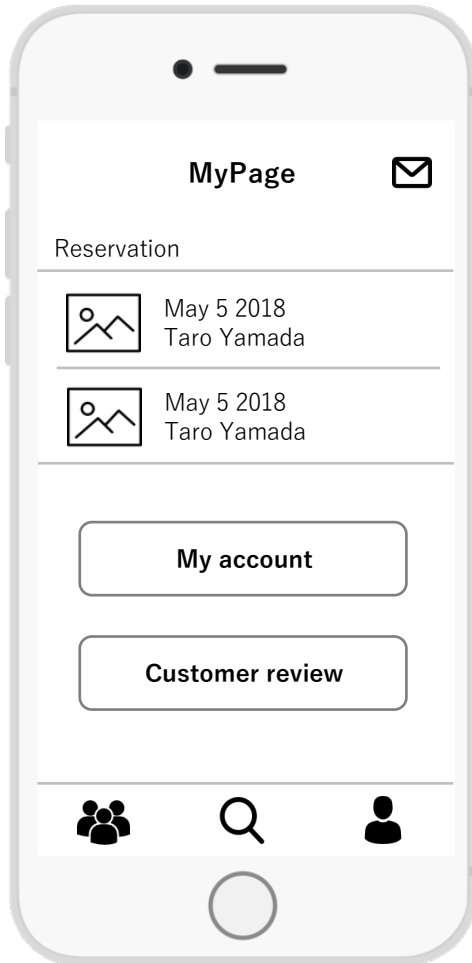 MyPage
Reservation
May 5 2018
Taro Yamada
May 5 2018
Taro Yamada
My account
Customer review